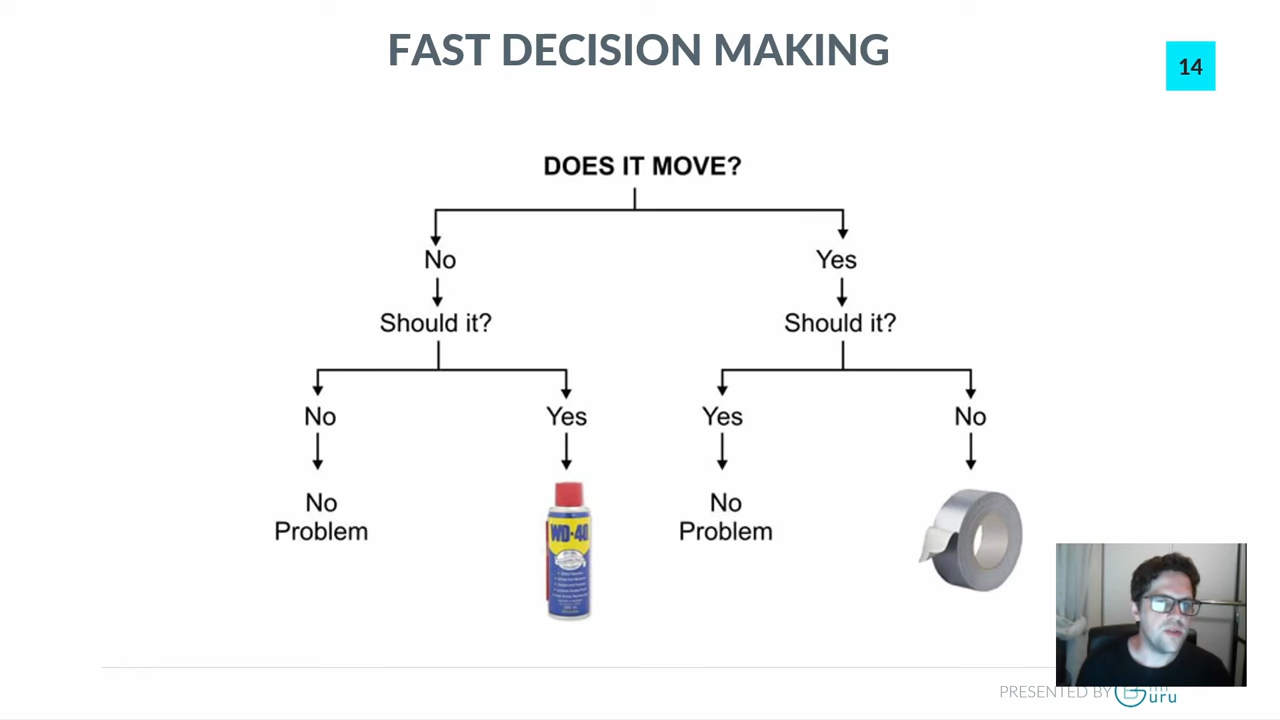 FAST DECISION MAKING
14
DOES IT MOVE?
No
Yes
Should it?
Should it?
No
Yes
Yes
No
No
Problem
WD-40
No
Problem
PRESENTED BY